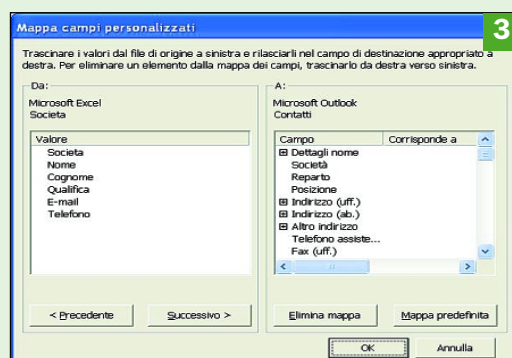 Mappa campi personalizzati
3
Trascinare i valori dal file di origine a sinistra e rilasciarli nel campo di destinazione appropriato a
destra. Per eliminare un elemento dalla mappa dei campi, trascinarlo da destra verso sinistra.
Da:
Microsoft Excel
Societa
Valore
Societa
Nome
Cognome
Qualifica
E-mail
Telefono
< Precedente
Successivo >
A:
Microsoft Outlook
Contatti
Campo Corrisponde a
Dettagli nome
Società
Reparto
Posizione
Indirizzo (uff.)
Indirizzo (ab.)
Altro indirizzo
Telefono assiste...
Fax (uff.)
Elimina mappa
Mappa predefinita
OK
Annulla